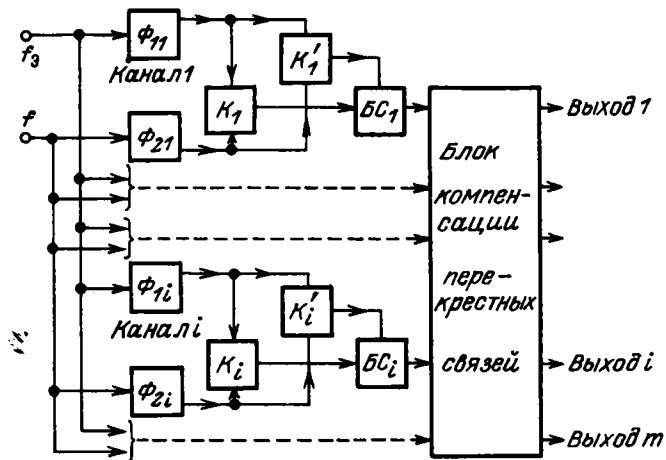 fэ
Ф11
Канал 1
K1
K1′
БС1
f
Ф21
Выход 1
Блок
компен-
сации
пере-
крестных
связей
Ф1i
Канал i
Ki
Ki′
БСi
Ф2i
Выход i
Выход m